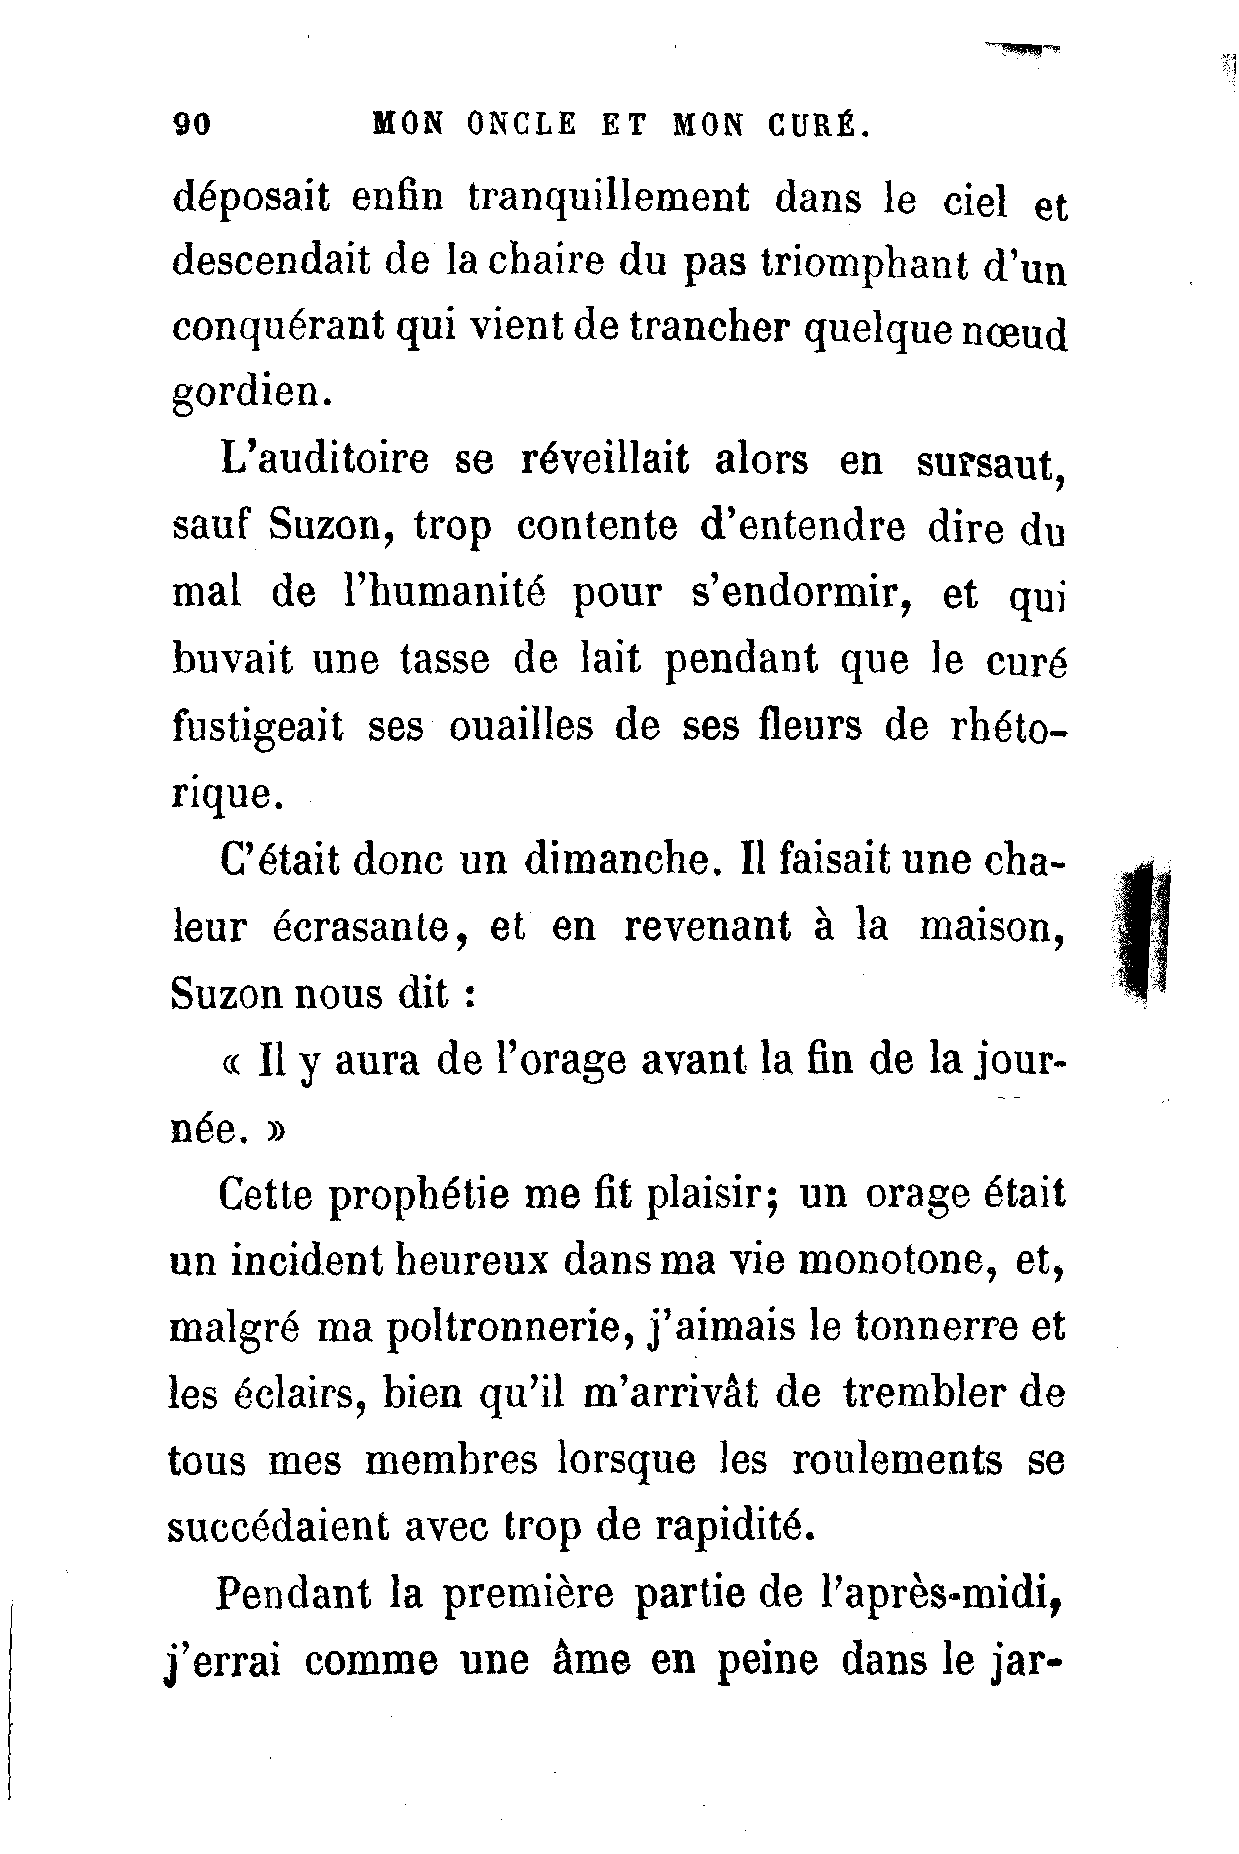 90 MON ONCLE ET MON CURÉ.
déposait enfin tranquillement dans le ciel et
descendait de la chaire du pas triomphant d'un
conquérant qui vient de trancher quelque nœud
gordien.
L'auditoire se réveillait alors en sursaut,
sauf Suzon, trop contente d'entendre dire du
mal de l'humanité pour s'endormir, et qui
buvait une tasse de lait pendant que le curé
fustigeait ses ouailles de ses fleurs de rhéto-
rique.
C'était donc un dimanche. Il faisait une cha-
leur écrasante, et en revenant à la maison,
Suzon nous dit :
« Il y aura de l'orage avant la fin de la jour-
née. »
Cette prophétie me fit plaisir; un orage était
un incident heureux dans ma vie monotone, et,
malgré ma poltronnerie, j'aimais le tonnerre et
les éclairs, bien qu'il m'arrivât de trembler de
tous mes membres lorsque les roulements se
succédaient avec trop de rapidité.
Pendant la première partie de l'après-midi,
j'errai comme une âme en peine dans le jar-